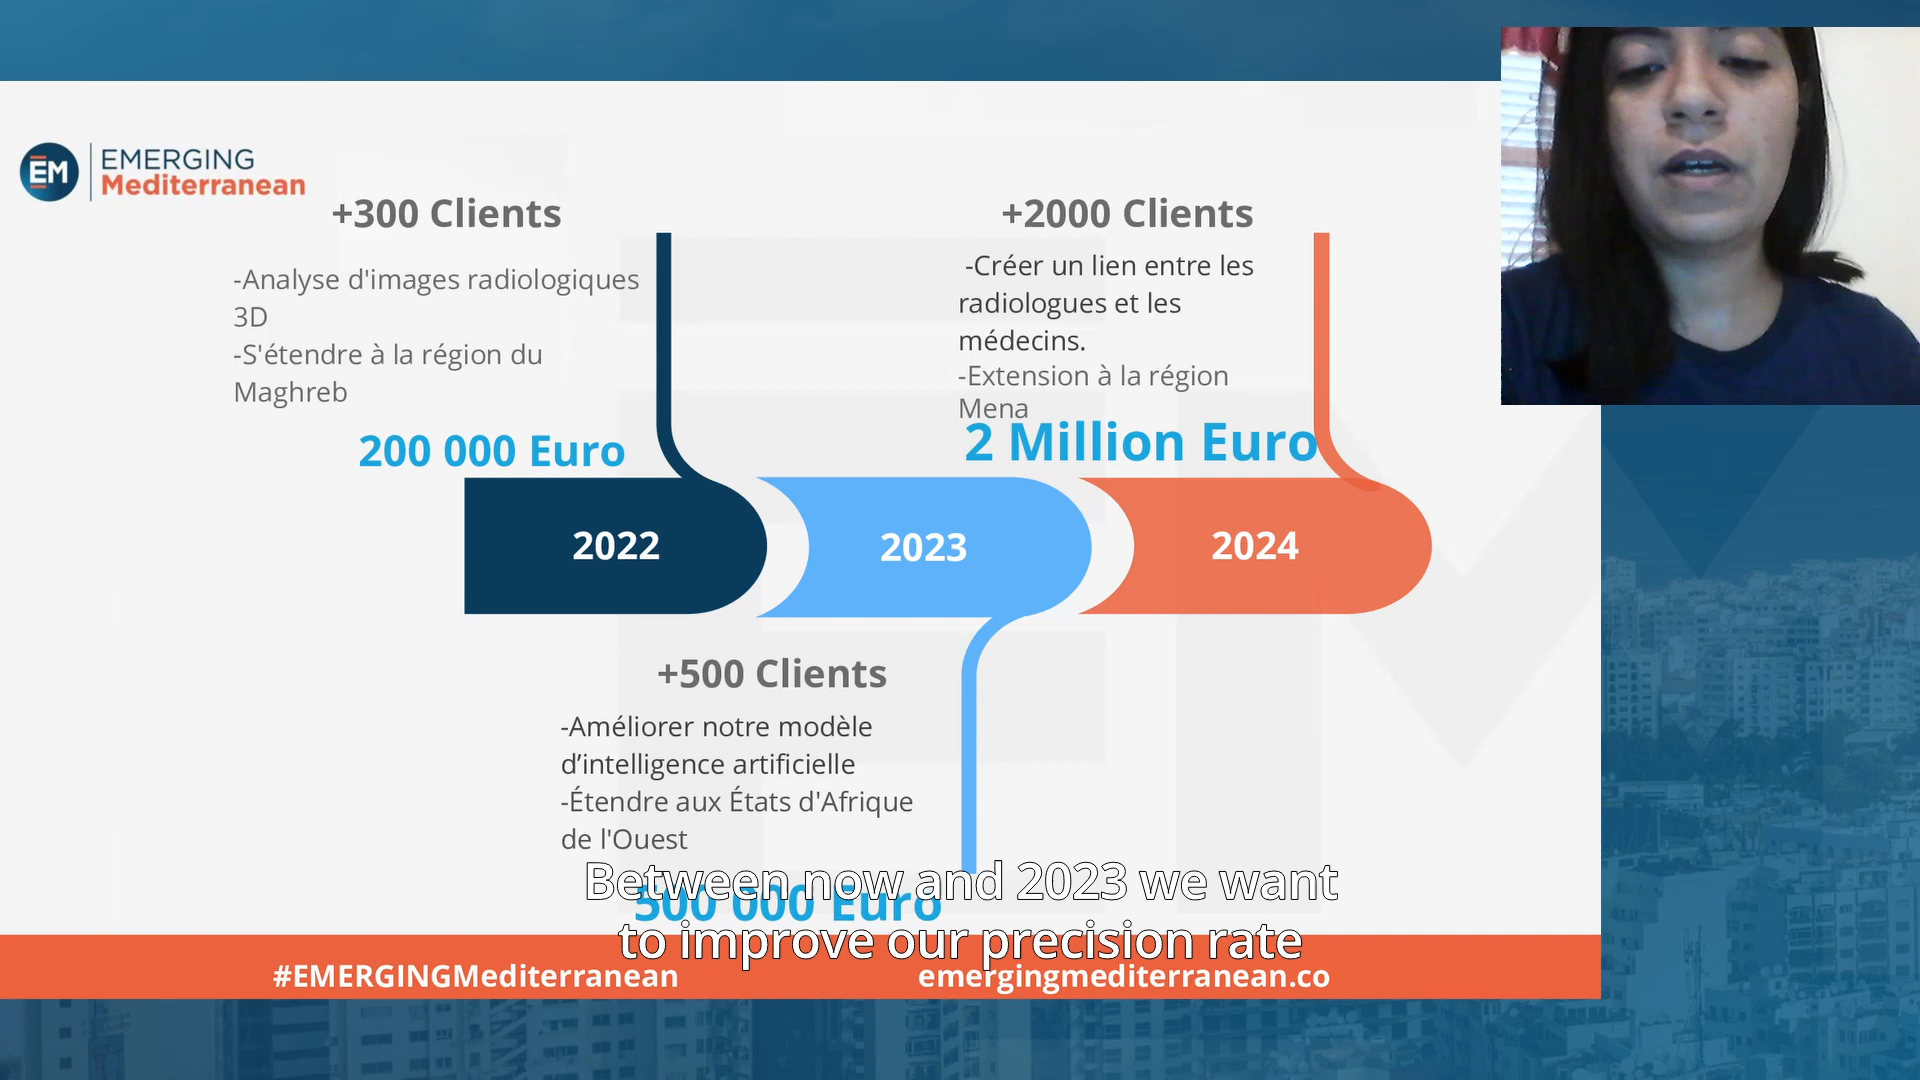 EM
EMERGING
Mediterranean
+300 Clients
-Analyse d'images radiologiques
3D
-S'étendre à la région du
Maghreb
200 000 Euro
+2000 Clients
-Créer un lien entre les
radiologues et les
médecins.
-Extension à la région
Mena
2 Million Euro
2022
2023
2024
+500 Clients
-Améliorer notre modèle
d’intelligence artificielle
-Étendre aux États d'Afrique
de l'Ouest
500 000 Euro
Between now and 2023 we want
to improve our precision rate
#EMERGINGMediterranean
emergingmediterranean.co